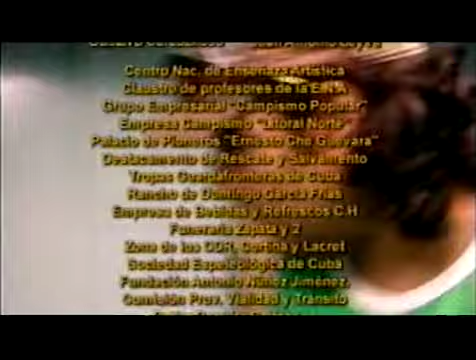 Centro Nac. de Enseñanza Artística
Claustro de profesores de la E.N.A
Grupo Empresarial "Campismo Popular"
Empresa Campismo "Litoral Norte"
Palacio de Pioneros "Ernesto Che Guevara"
Destacamento de Rescate y Salvamento
Tropas Guardafronteras de Cuba
Rancho de Domingo García Frías
Empresa de Bebidas y Refrescos C.H
Funeraria Zapata y 2
Zona de los CDR, Cortina y Lacret
Sociedad Espeleológica de Cuba
Fundación Antonio Núñez Jiménez.
Comisión Prov. Vialidad y Tránsito